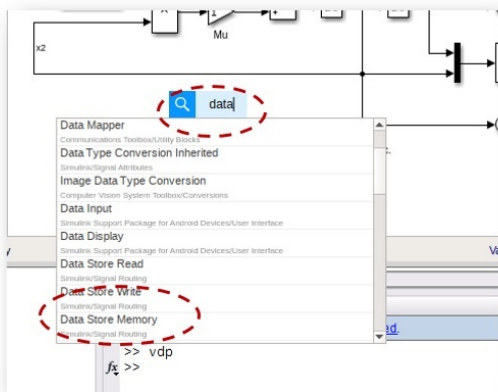 1
Mu
x2
data
Data Mapper
Communications Toolbox/Utility Blocks
Data Type Conversion Inherited
Simulink/Signal Attributes
Image Data Type Conversion
Computer Vision System Toolbox/Conversions
Data Input
Simulink Support Package for Android Devices/User Interface
Data Display
Simulink Support Package for Android Devices/User Interface
Data Store Read
Simulink/Signal Routing
Data Store Write
Simulink/Signal Routing
Data Store Memory
Simulink/Signal Routing
>> vdp
fx >>